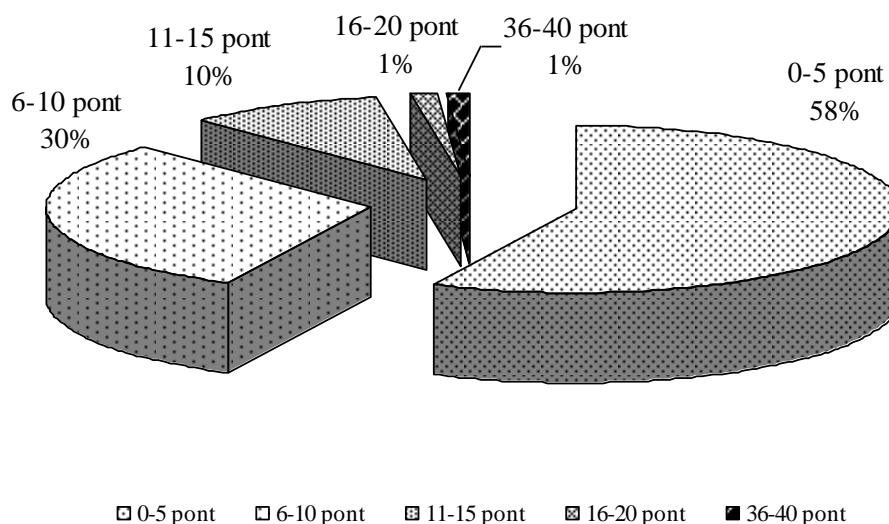 16-20 pont
1%
36-40 pont
1%
11-15 pont
10%
0-5 pont
58%
6-10 pont
30%
0-5 pont
6-10 pont
11-15 pont
16-20 pont
36-40 pont